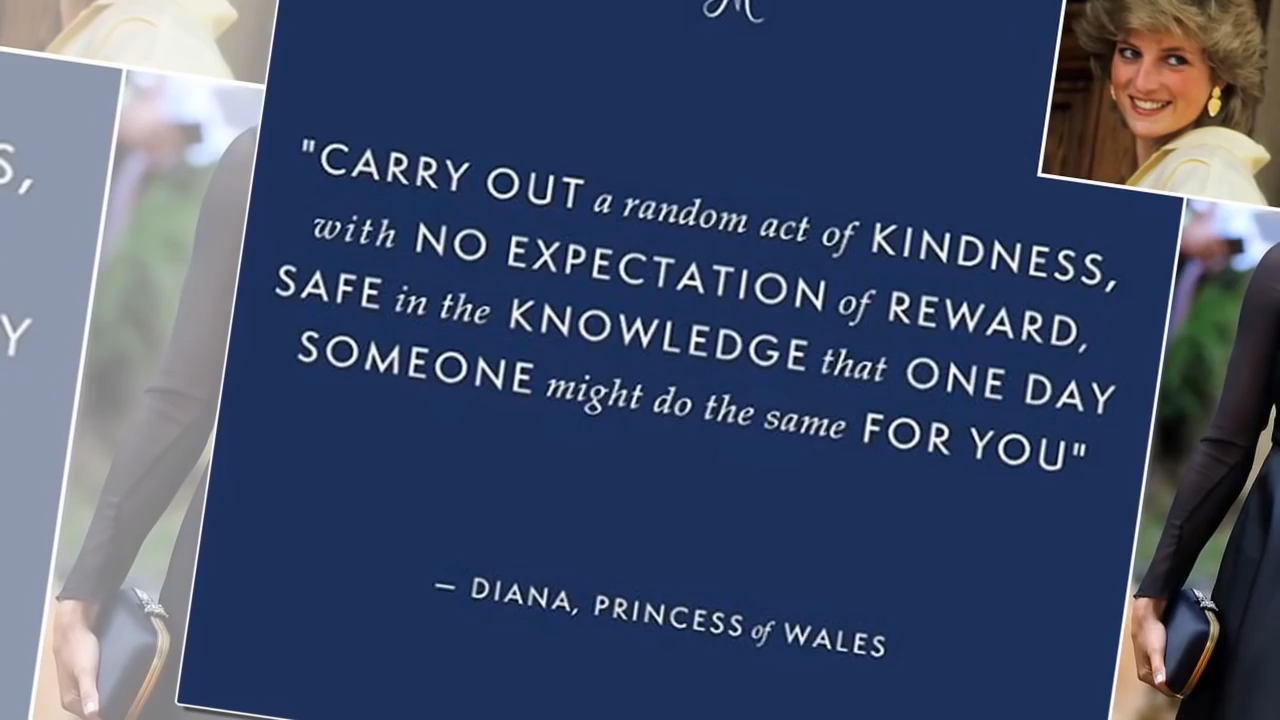 M
"CARRY OUT a random act of KINDNESS,
with NO EXPECTATION of REWARD,
SAFE in the KNOWLEDGE that ONE DAY
SOMEONE might do the same FOR YOU"
– DIANA, PRINCESS of WALES
S,
Y